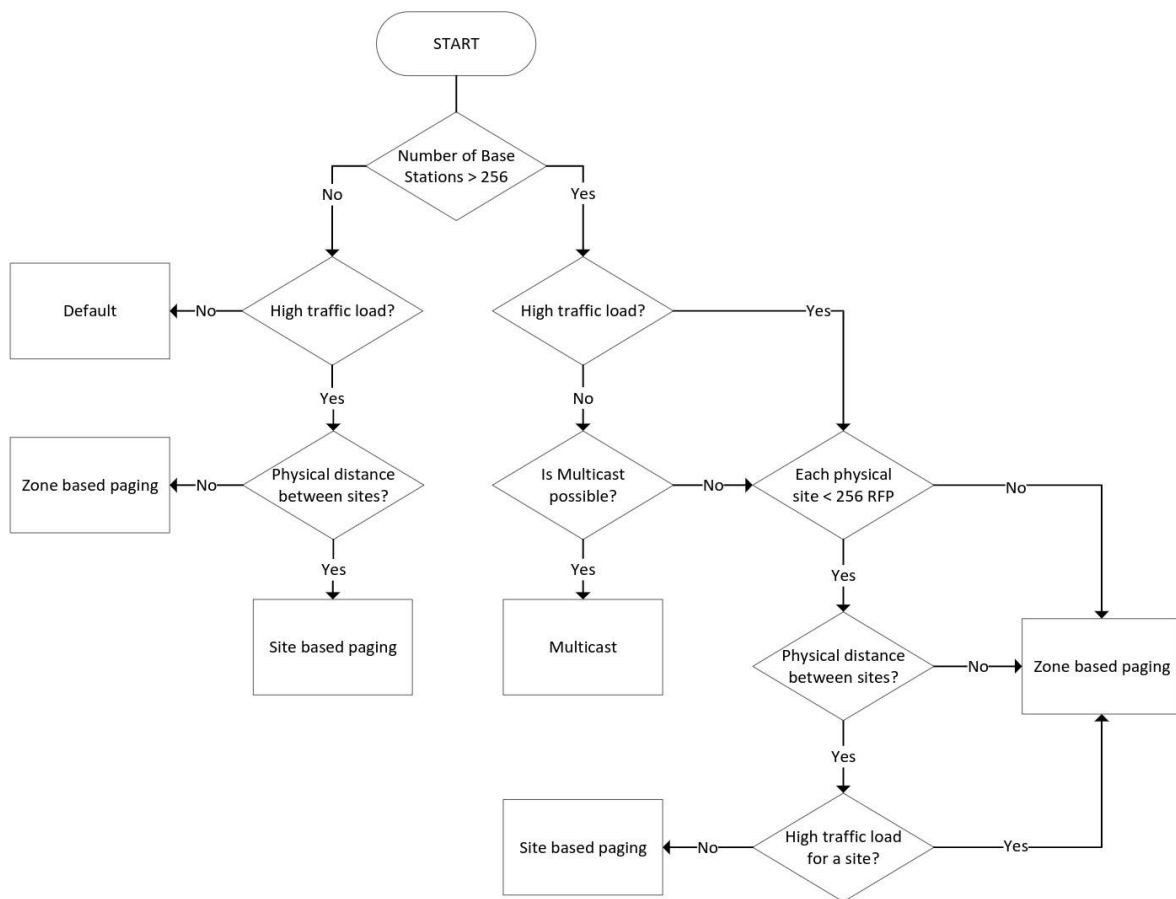 START
Number of Base
Stations > 256
No
Yes
Default
No
High traffic load?
High traffic load?
Yes
Yes
No
Zone based paging
No
Physical distance
between sites?
Is Multicast
possible?
No
Each physical
site < 256 RFP
No
Yes
Yes
Yes
Site based paging
Multicast
Physical distance
between sites?
No
Zone based paging
Yes
Site based paging
No
High traffic load
for a site?
Yes